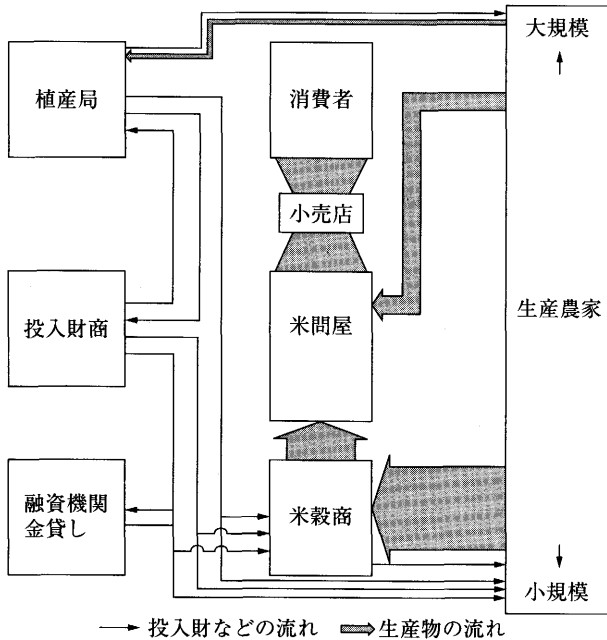 大規模
植産局
消費者
小売店
投入財商
米問屋
生産農家
融資機関
金貸し
米穀商
小規模
投入財などの流れ
生産物の流れ